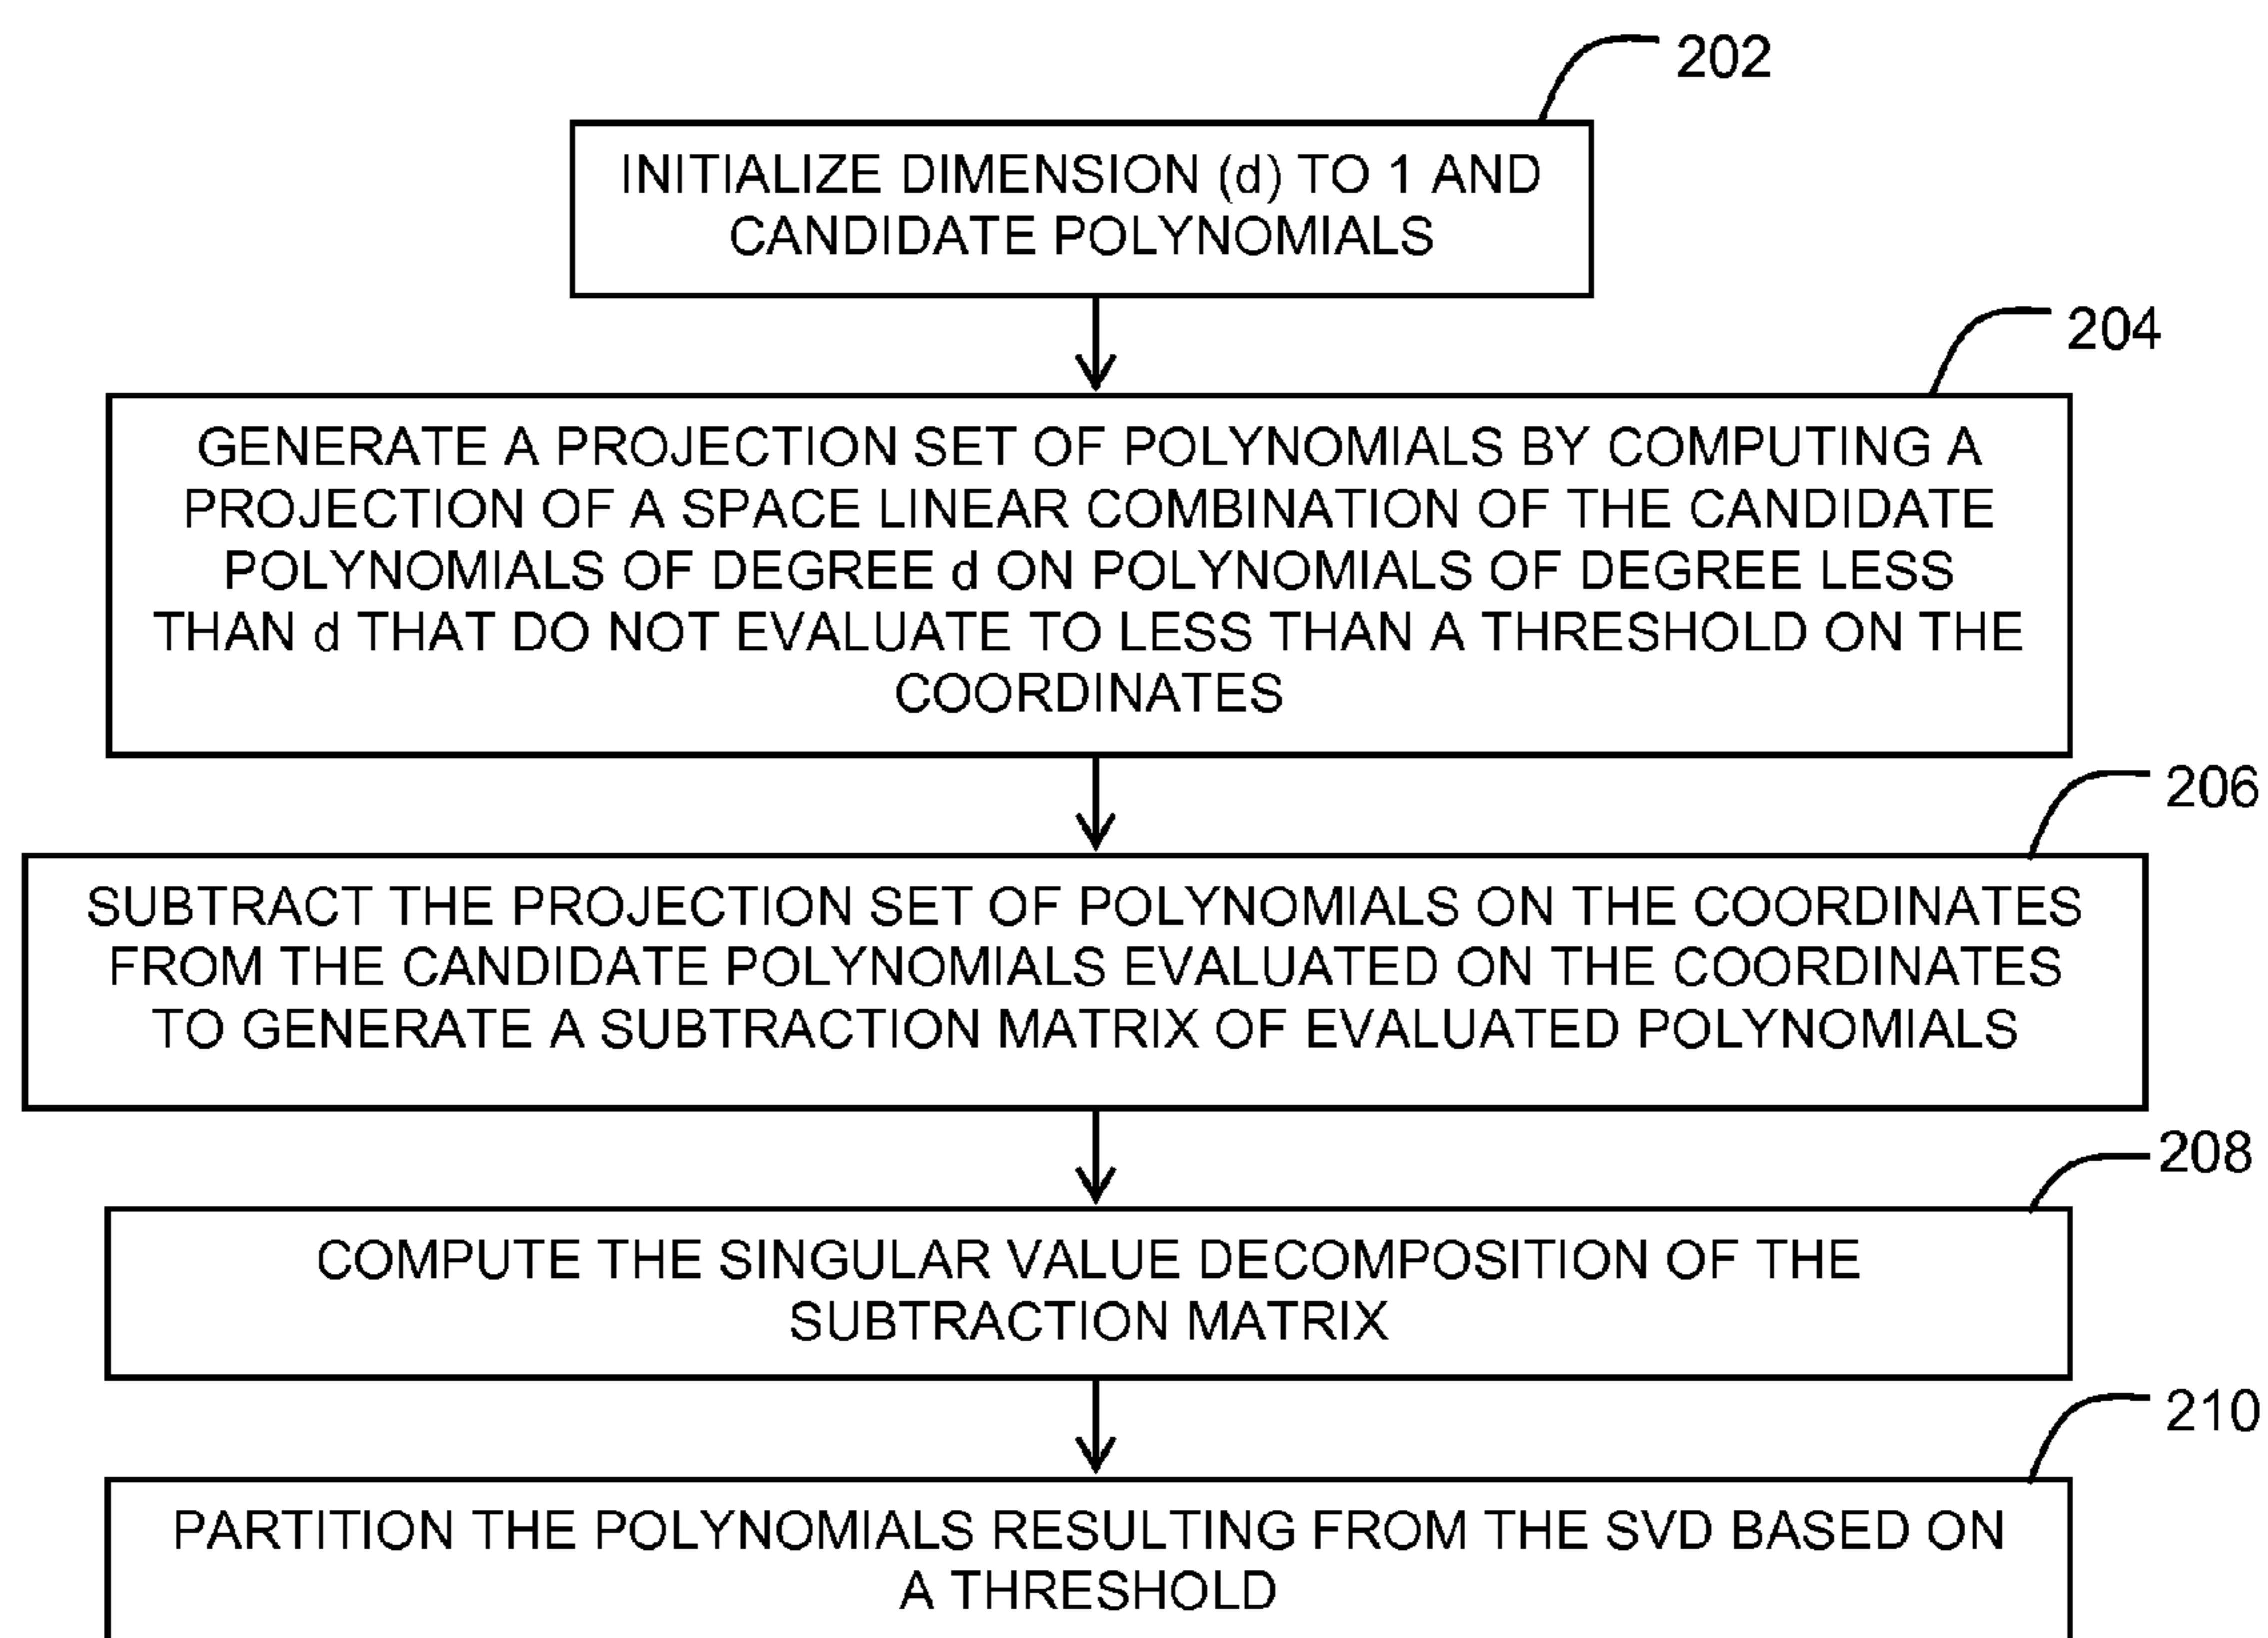 202
INITIALIZE DIMENSION (d) TO 1 AND
CANDIDATE POLYNOMIALS
204
GENERATE A PROJECTION SET OF POLYNOMIALS BY COMPUTING A
PROJECTION OF A SPACE LINEAR COMBINATION OF THE CANDIDATE
POLYNOMIALS OF DEGREE d ON POLYNOMIALS OF DEGREE LESS
THAN d THAT DO NOT EVALUATE TO LESS THAN A THRESHOLD ON THE
COORDINATES
206
SUBTRACT THE PROJECTION SET OF POLYNOMIALS ON THE COORDINATES
FROM THE CANDIDATE POLYNOMIALS EVALUATED ON THE COORDINATES
TO GENERATE A SUBTRACTION MATRIX OF EVALUATED POLYNOMIALS
208
COMPUTE THE SINGULAR VALUE DECOMPOSITION OF THE
SUBTRACTION MATRIX
210
PARTITION THE POLYNOMIALS RESULTING FROM THE SVD BASED ON
A THRESHOLD